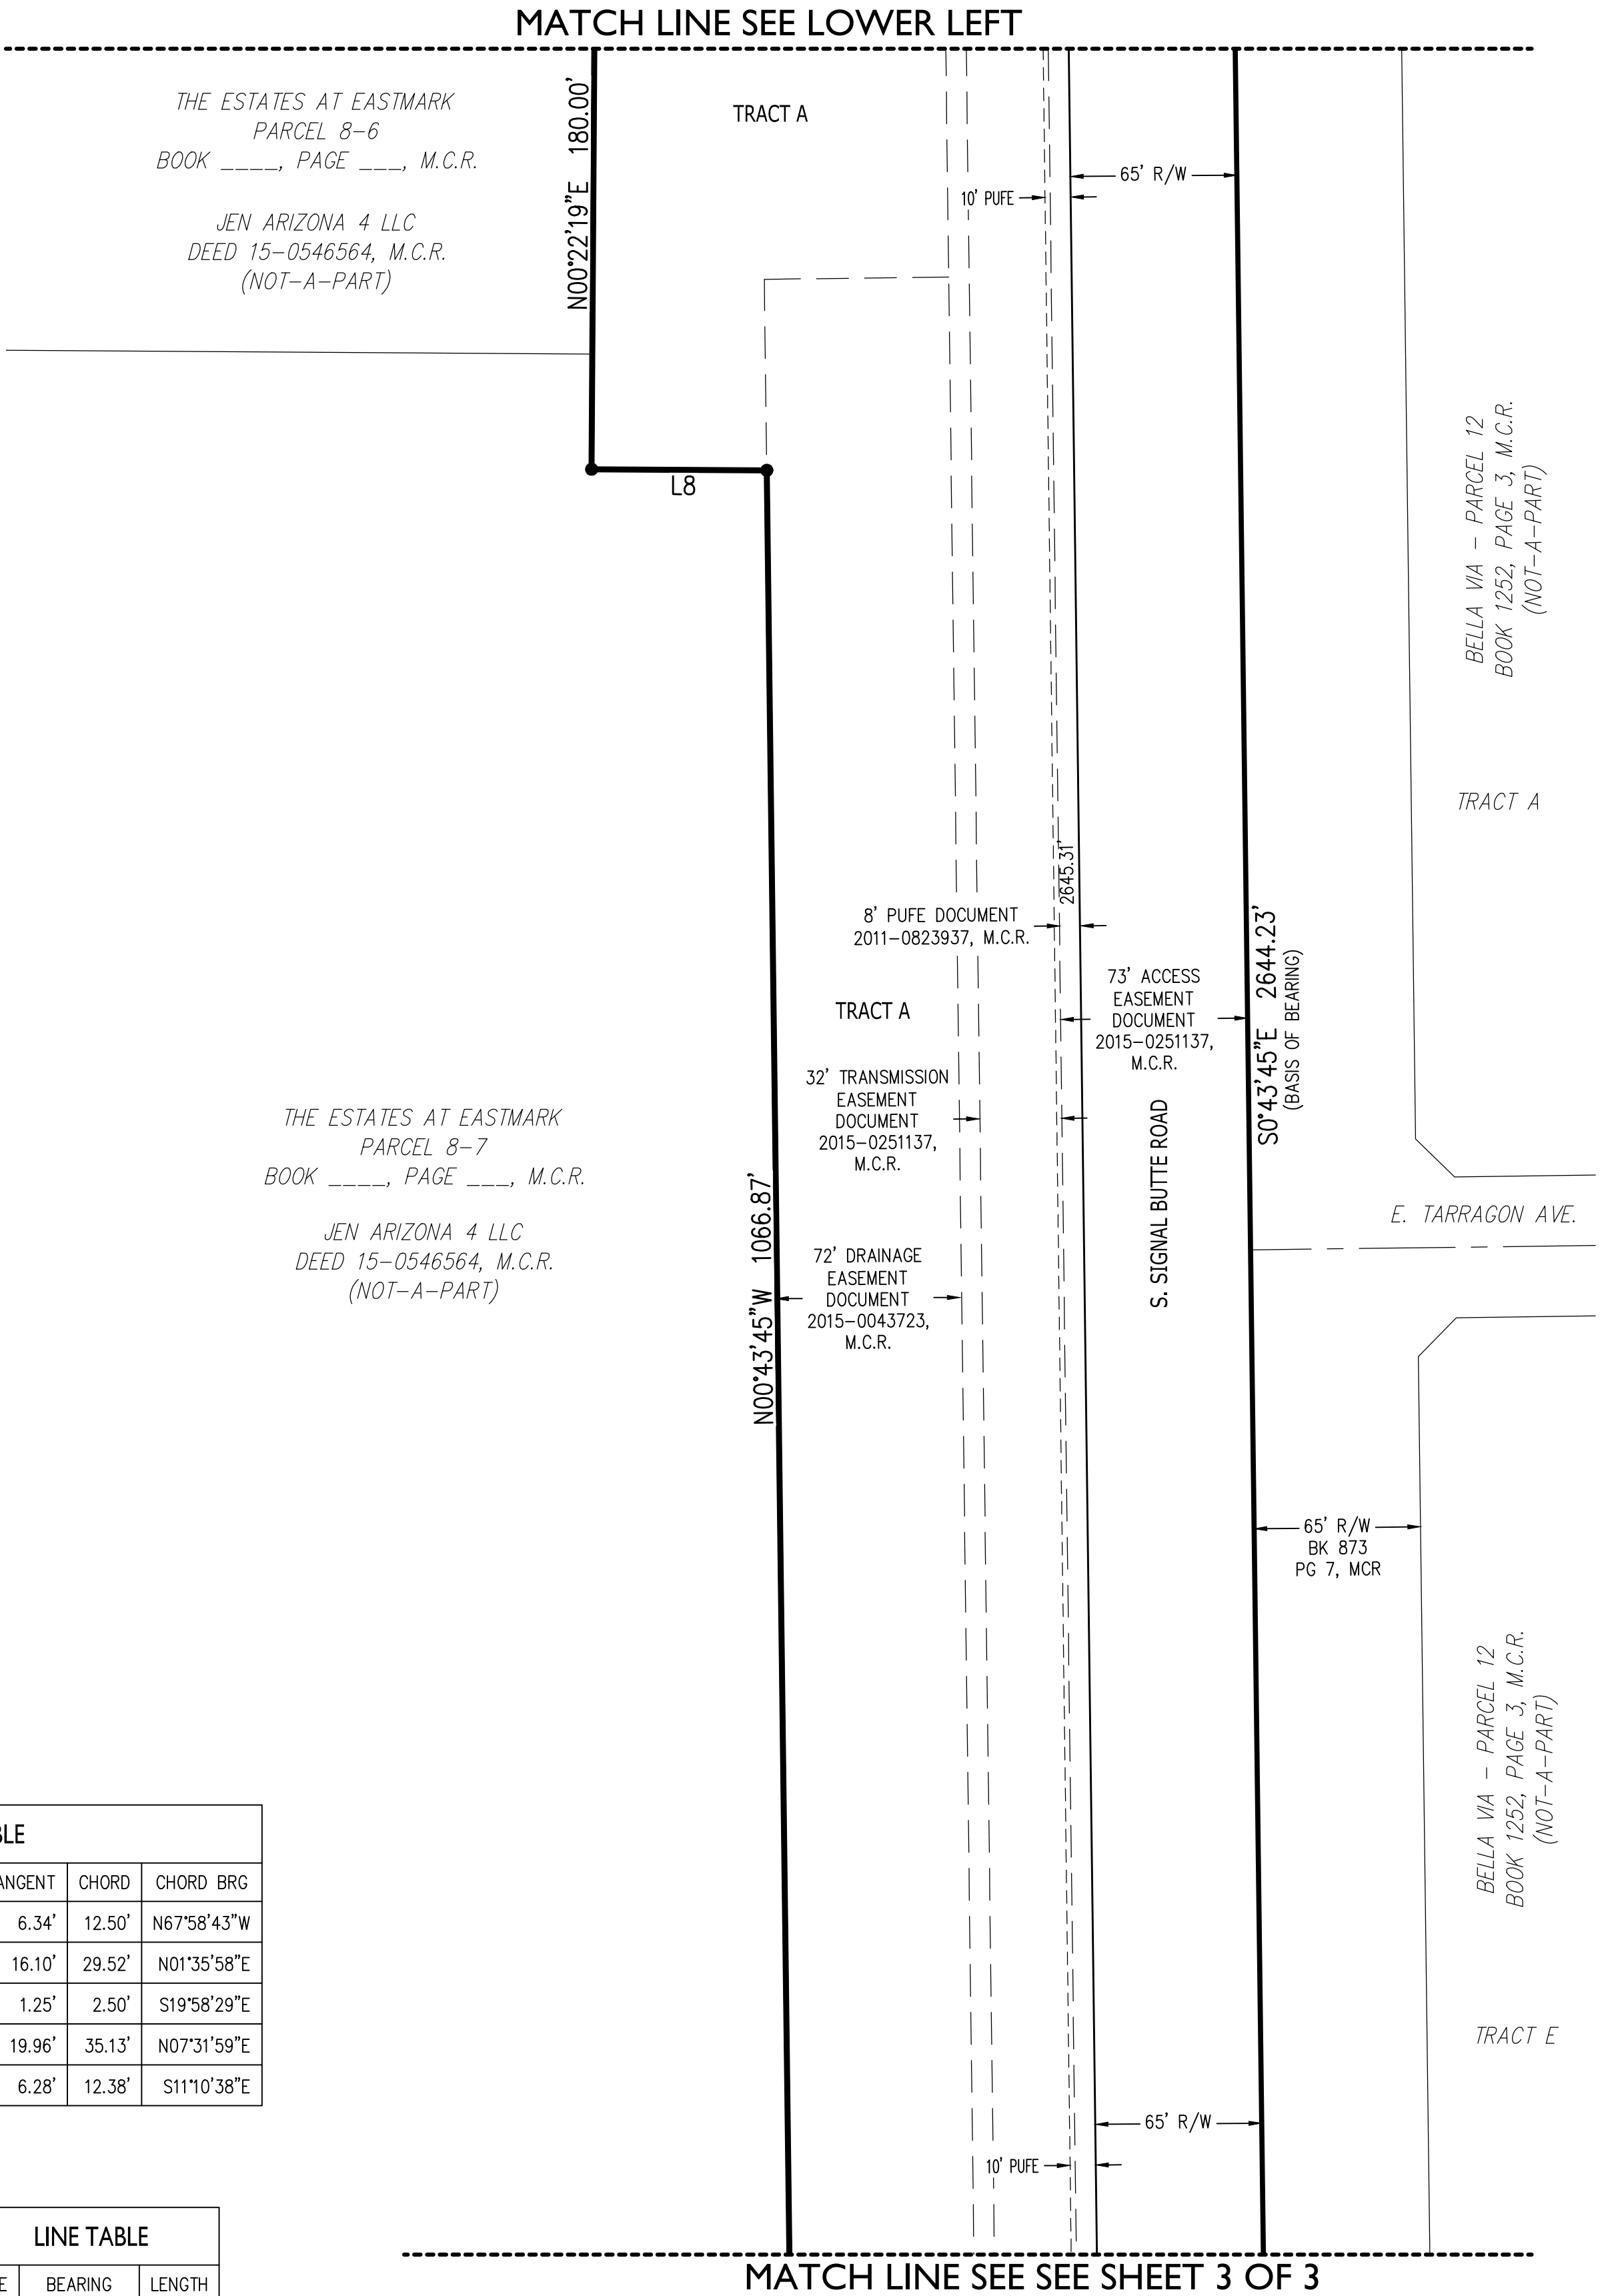 MATCH LINE SEE LOWER LEFT
THE ESTATES AT EASTMARK
PARCEL 8-6
BOOK ____, PAGE ___, M.C.R.
JEN ARIZONA 4 LLC
DEED 15-0546564, M.C.R.
(NOT-A-PART)
N00°22'19"E 180.00'
TRACT A
65' R/W
10' PUFE
L8
BELLA VIA - PARCEL 12
BOOK 1252, PAGE 3, M.C.R.
(NOT-A-PART)
TRACT A
2645.31'
8' PUFE DOCUMENT
2011-0823937, M.C.R.
73' ACCESS
EASEMENT
DOCUMENT
2015-0251137,
M.C.R.
S0°43'45"E 2644.23'
(BASIS OF BEARING)
TRACT A
32' TRANSMISSION
EASEMENT
DOCUMENT
2015-0251137,
M.C.R.
S. SIGNAL BUTTE ROAD
THE ESTATES AT EASTMARK
PARCEL 8-7
BOOK ____, PAGE ___, M.C.R.
JEN ARIZONA 4 LLC
DEED 15-0546564, M.C.R.
(NOT-A-PART)
N00°43'45"W 1066.87'
72' DRAINAGE
EASEMENT
DOCUMENT
2015-0043723,
M.C.R.
E. TARRAGON AVE.
65' R/W
BK 873
PG 7, MCR
BELLA VIA - PARCEL 12
BOOK 1252, PAGE 3, M.C.R.
(NOT-A-PART)
TRACT E
BLE
ANGENT CHORD CHORD BRG
6.34' 12.50' N67°58'43"W
16.10' 29.52' N01°35'58"E
1.25' 2.50' S19°58'29"E
19.96' 35.13' N07°31'59"E
6.28' 12.38' S11°10'38"E
65' R/W
10' PUFE
LINE TABLE
E BEARING LENGTH
MATCH LINE SEE SEE SHEET 3 OF 3